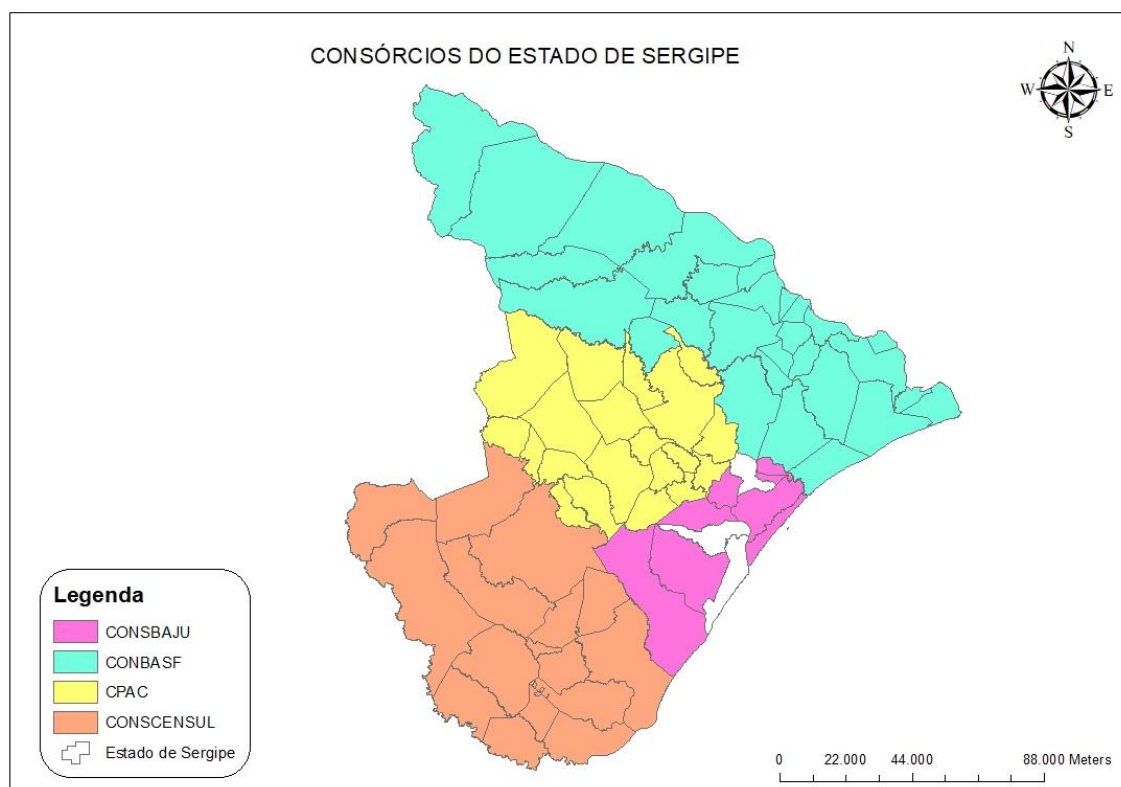 CONSÓRCIOS DO ESTADO DE SERGIPE
N
W E
S
Legenda
CONSBAJU
CONBASF
CPAC
CONSCENSUL
Estado de Sergipe
0 22.000 44.000 88.000 Meters